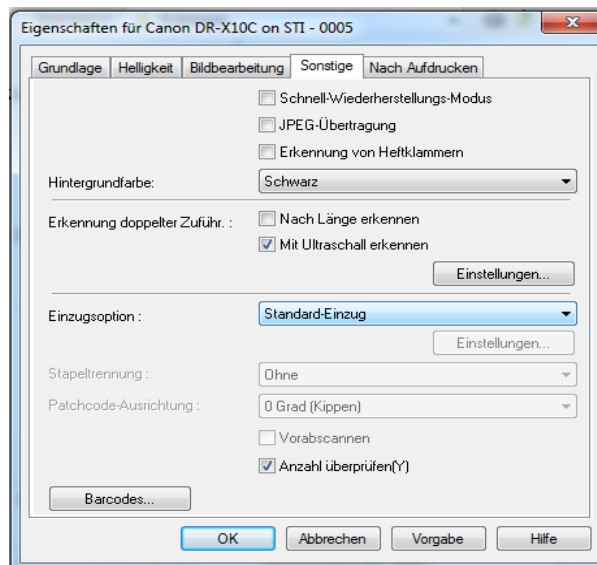 Eigenschaften für Canon DR-X10C on STI - 0005
Grundlage Helligkeit Bildbearbeitung Sonstige Nach Aufdrucken
Schnell-Wiederherstellungs-Modus
JPEG-Übertragung
Erkennung von Heftklammern
Hintergrundfarbe: Schwarz
Erkennung doppelter Zuführ. : Nach Länge erkennen
Mit Ultraschall erkennen
Einstellungen...
Einzugsoption : Standard-Einzug
Einstellungen...
Stapeltrennung : Ohne
Patchcode-Ausrichtung : 0 Grad (Kippen)
Vorabscannen
Anzahl überprüfen(Y)
Barcodes...
OK Abbrechen Vorgabe Hilfe